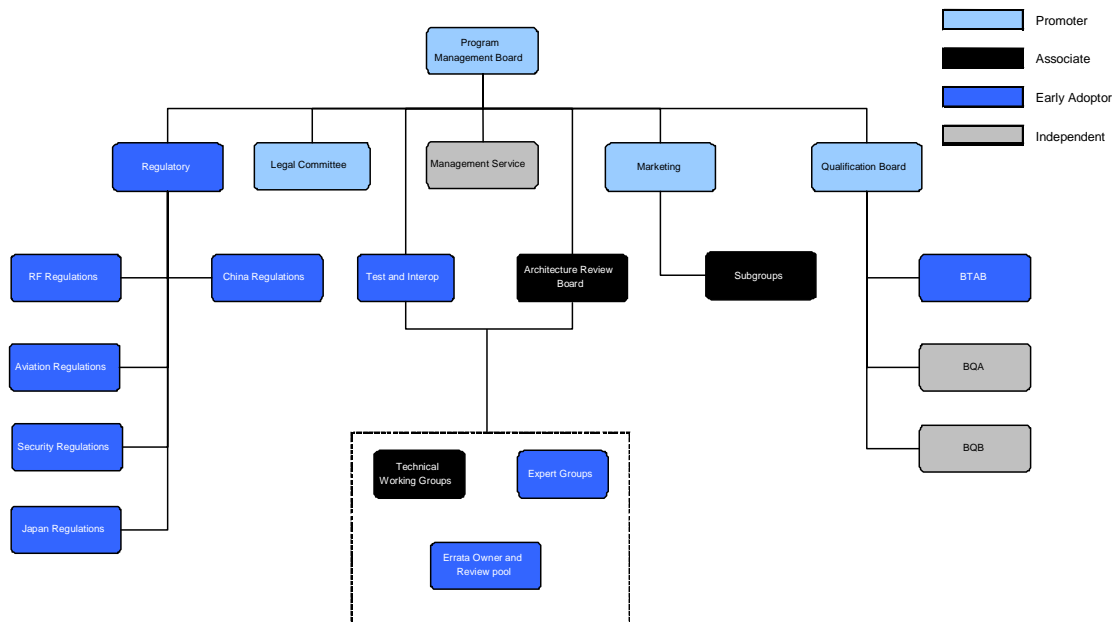 Promoter
Program
Management Board
Associate
Early Adoptor
Independent
Regulatory
Legal Committee
Management Service
Marketing
Qualification Board
RF Regulations
China Regulations
Test and Interop
Architecture Review
Board
Subgroups
BTAB
Aviation Regulations
BQA
Security Regulations
BQB
Technical
Working Groups
Expert Groups
Japan Regulations
Errata Owner and
Review pool